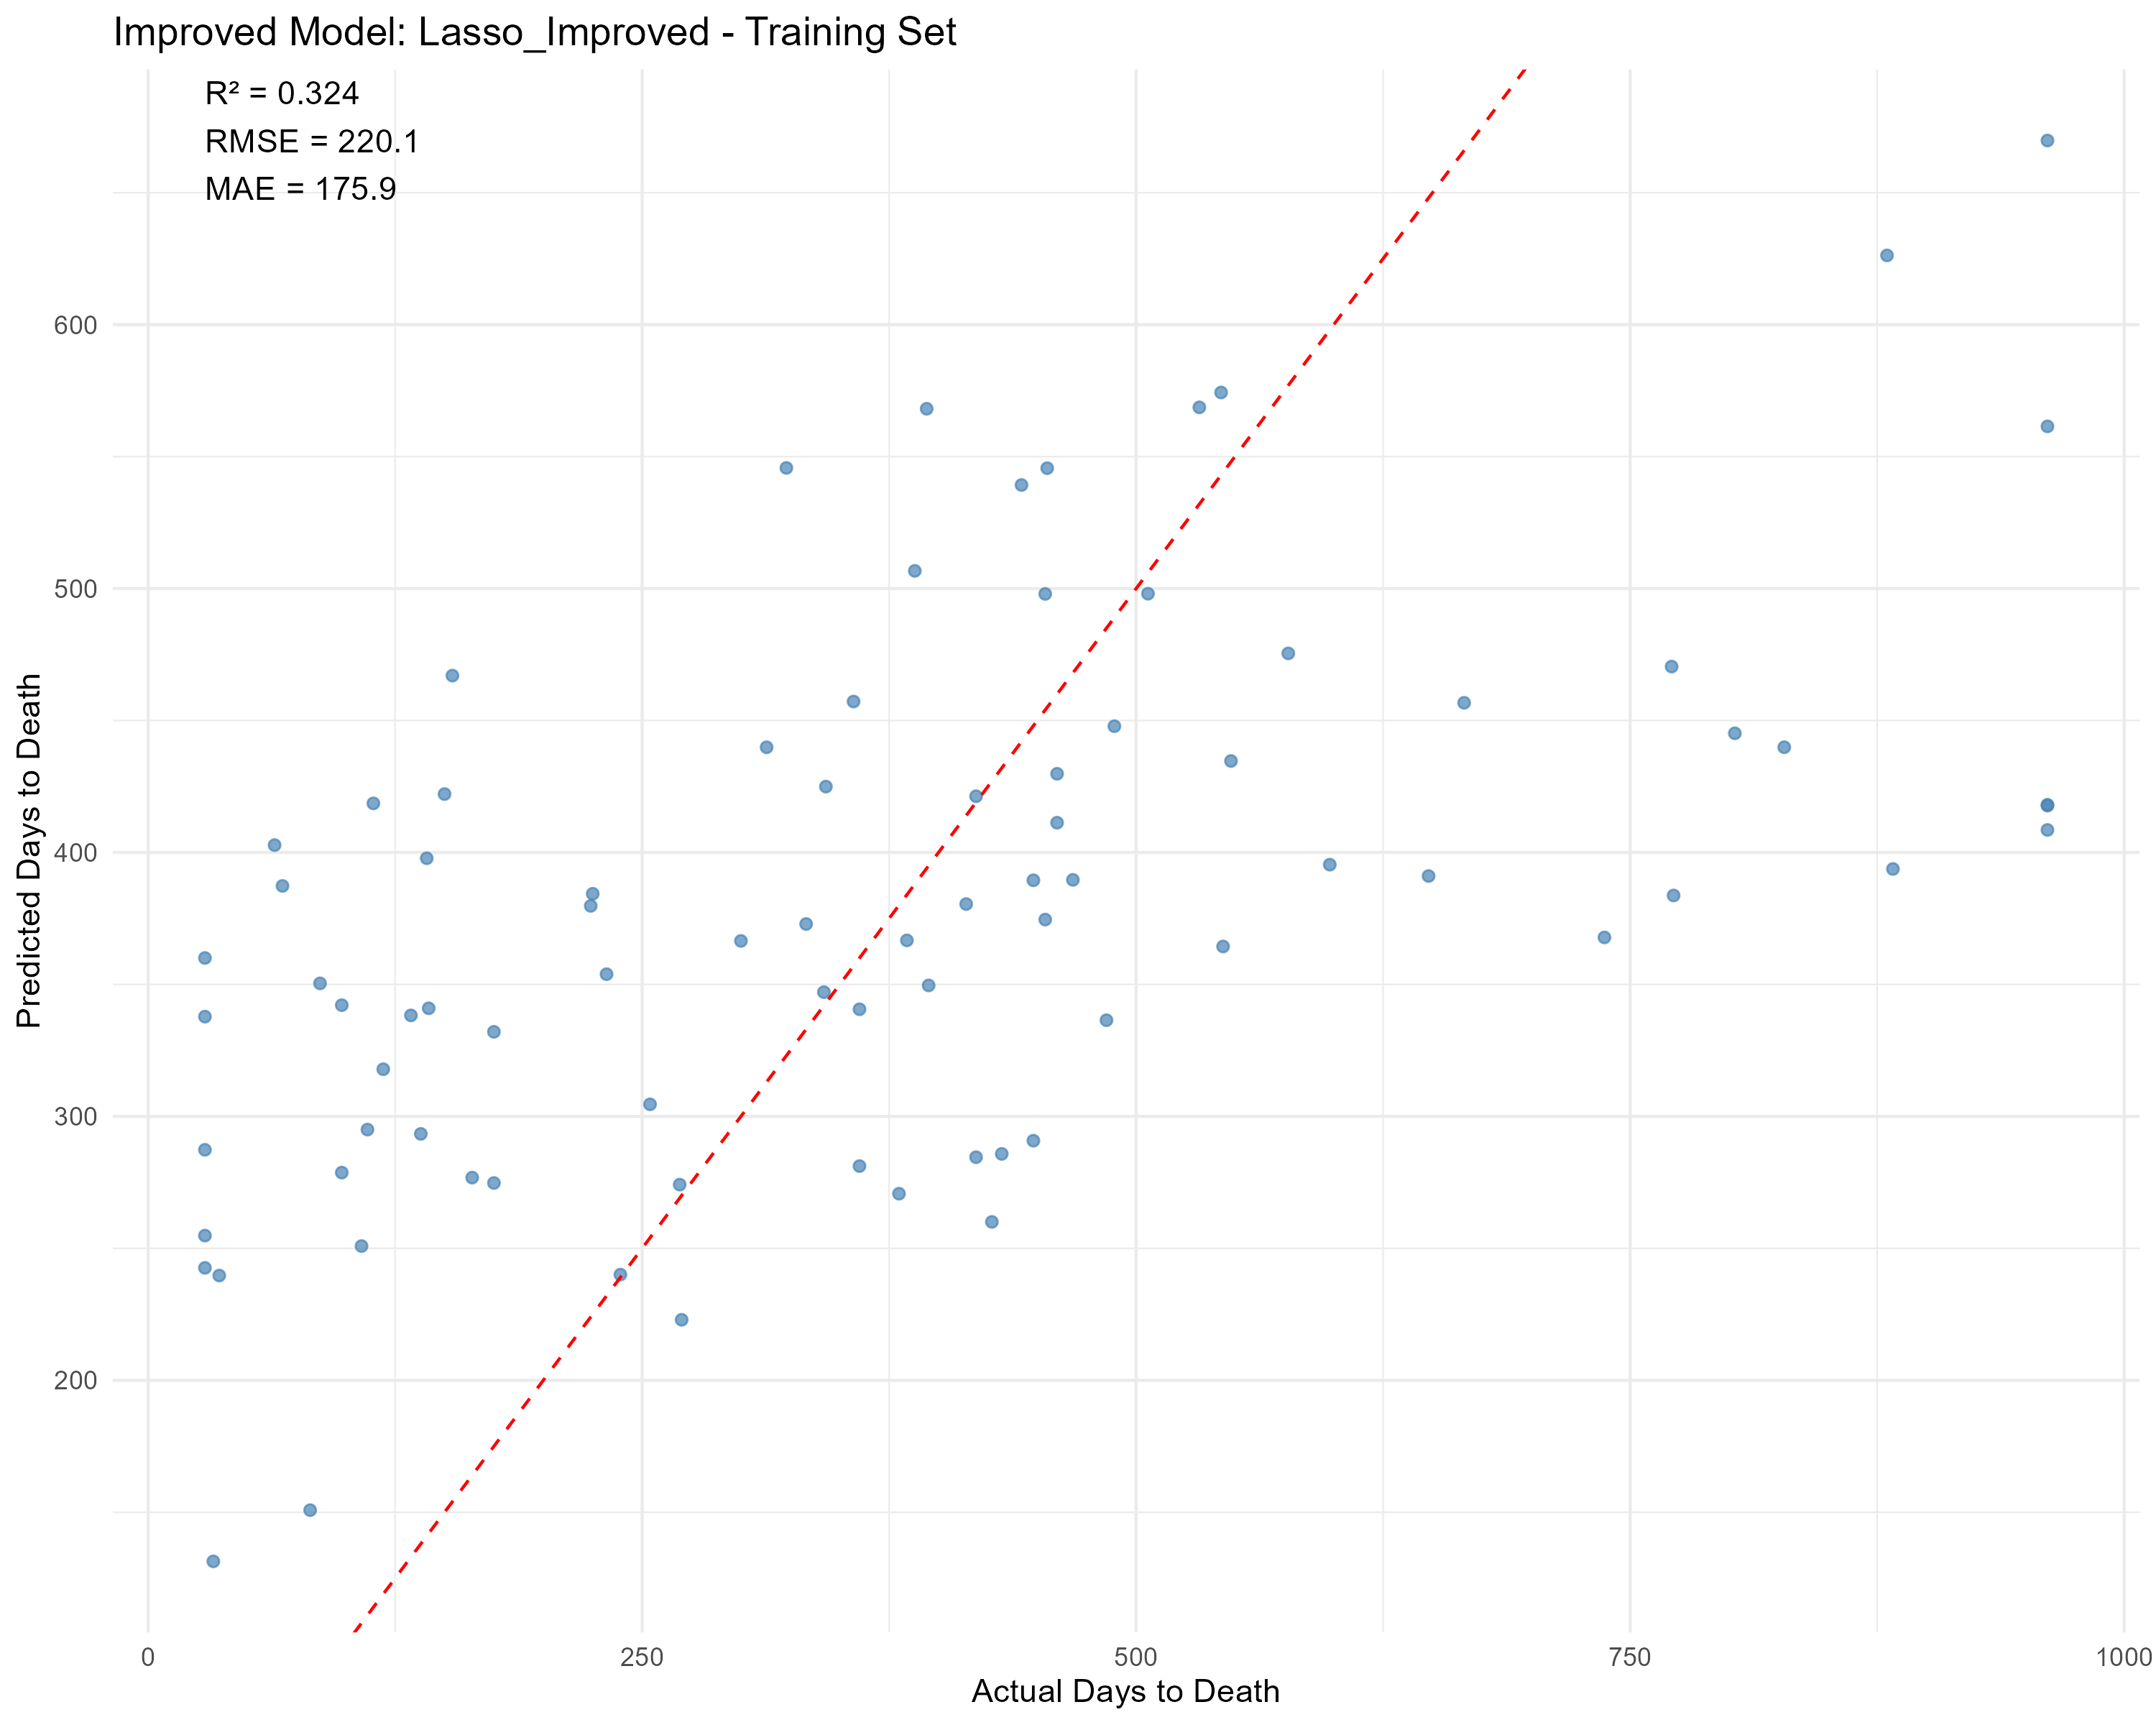 Improved Model: Lasso_Improved - Training Set
R² = 0.324
RMSE = 220.1
MAE = 175.9
Predicted Days to Death
600
500
400
300
200
0 250 500 750 1000
Actual Days to Death